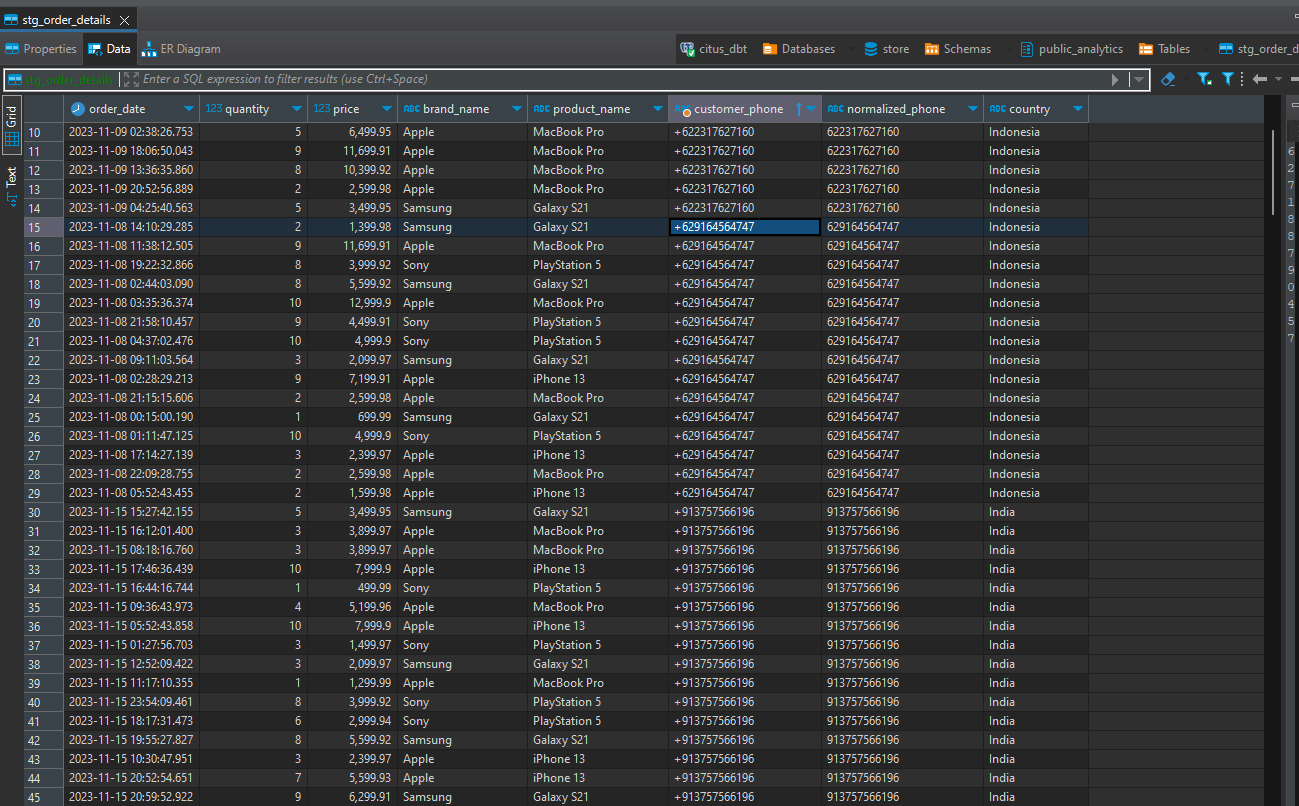 stg_order_details
Properties Data ER Diagram citus_dbt Databases store Schemas public_analytics Tables stg_order_d
stg_order_details Enter a SQL expression to filter results (use Ctrl+Space)
Grid
Text
order_date 123 quantity 123 price ABC brand_name ABC product_name ABC customer_phone ABC normalized_phone ABC country
10 2023-11-09 02:38:26.753 5 6,499.95 Apple MacBook Pro +622317627160 622317627160 Indonesia
11 2023-11-09 18:06:50.043 9 11,699.91 Apple MacBook Pro +622317627160 622317627160 Indonesia
12 2023-11-09 13:36:35.860 8 10,399.92 Apple MacBook Pro +622317627160 622317627160 Indonesia
13 2023-11-09 20:52:56.889 2 2,599.98 Apple MacBook Pro +622317627160 622317627160 Indonesia
14 2023-11-09 04:25:40.563 5 3,499.95 Samsung Galaxy S21 +622317627160 622317627160 Indonesia
15 2023-11-08 14:10:29.285 2 1,399.98 Samsung Galaxy S21 +629164564747 629164564747 Indonesia
16 2023-11-08 11:38:12.505 9 11,699.91 Apple MacBook Pro +629164564747 629164564747 Indonesia
17 2023-11-08 19:22:32.866 8 3,999.92 Sony PlayStation 5 +629164564747 629164564747 Indonesia
18 2023-11-08 02:44:03.090 8 5,599.92 Samsung Galaxy S21 +629164564747 629164564747 Indonesia
19 2023-11-08 03:35:36.374 10 12,999.9 Apple MacBook Pro +629164564747 629164564747 Indonesia
20 2023-11-08 21:58:10.457 9 4,499.91 Sony PlayStation 5 +629164564747 629164564747 Indonesia
21 2023-11-08 04:37:02.476 10 4,999.9 Sony PlayStation 5 +629164564747 629164564747 Indonesia
22 2023-11-08 09:11:03.564 3 2,099.97 Samsung Galaxy S21 +629164564747 629164564747 Indonesia
23 2023-11-08 02:28:29.213 9 7,199.91 Apple iPhone 13 +629164564747 629164564747 Indonesia
24 2023-11-08 21:15:15.606 2 2,599.98 Apple MacBook Pro +629164564747 629164564747 Indonesia
25 2023-11-08 00:15:00.190 1 699.99 Samsung Galaxy S21 +629164564747 629164564747 Indonesia
26 2023-11-08 01:11:47.125 10 4,999.9 Sony PlayStation 5 +629164564747 629164564747 Indonesia
27 2023-11-08 17:14:27.139 3 2,399.97 Apple iPhone 13 +629164564747 629164564747 Indonesia
28 2023-11-08 22:09:28.755 2 2,599.98 Apple MacBook Pro +629164564747 629164564747 Indonesia
29 2023-11-08 05:52:43.455 2 1,599.98 Apple iPhone 13 +629164564747 629164564747 Indonesia
30 2023-11-15 15:27:42.155 5 3,499.95 Samsung Galaxy S21 +913757566196 913757566196 India
31 2023-11-15 16:12:01.400 3 3,899.97 Apple MacBook Pro +913757566196 913757566196 India
32 2023-11-15 08:18:16.760 3 3,899.97 Apple MacBook Pro +913757566196 913757566196 India
33 2023-11-15 17:46:36.439 10 7,999.9 Apple iPhone 13 +913757566196 913757566196 India
34 2023-11-15 16:44:16.744 1 499.99 Sony PlayStation 5 +913757566196 913757566196 India
35 2023-11-15 09:36:43.973 4 5,199.96 Apple MacBook Pro +913757566196 913757566196 India
36 2023-11-15 05:52:43.858 10 7,999.9 Apple iPhone 13 +913757566196 913757566196 India
37 2023-11-15 01:27:56.703 3 1,499.97 Sony PlayStation 5 +913757566196 913757566196 India
38 2023-11-15 12:52:09.422 3 2,099.97 Samsung Galaxy S21 +913757566196 913757566196 India
39 2023-11-15 11:17:10.355 1 1,299.99 Apple MacBook Pro +913757566196 913757566196 India
40 2023-11-15 23:54:09.461 8 3,999.92 Sony PlayStation 5 +913757566196 913757566196 India
41 2023-11-15 18:17:31.473 6 2,999.94 Sony PlayStation 5 +913757566196 913757566196 India
42 2023-11-15 19:55:27.827 8 5,599.92 Samsung Galaxy S21 +913757566196 913757566196 India
43 2023-11-15 10:30:47.951 3 2,399.97 Apple iPhone 13 +913757566196 913757566196 India
44 2023-11-15 20:52:54.651 7 5,599.93 Apple iPhone 13 +913757566196 913757566196 India
45 2023-11-15 20:59:52.922 9 6,299.91 Samsung Galaxy S21 +913757566196 913757566196 India